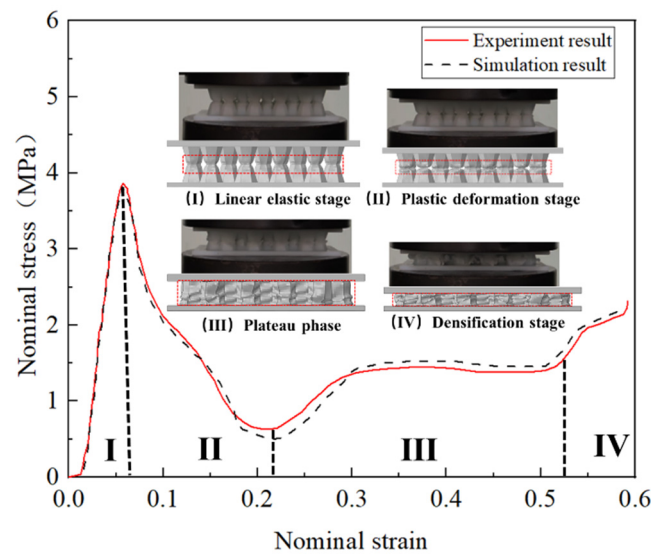 Experiment result
Simulation result
(I) Linear elastic stage
(II) Plastic deformation stage
(III) Plateau phase
(IV) Densification stage
I
II
III
IV
Nominal stress（MPa）
6
5
4
3
2
1
0
0.0 0.1 0.2 0.3 0.4 0.5 0.6
Nominal strain